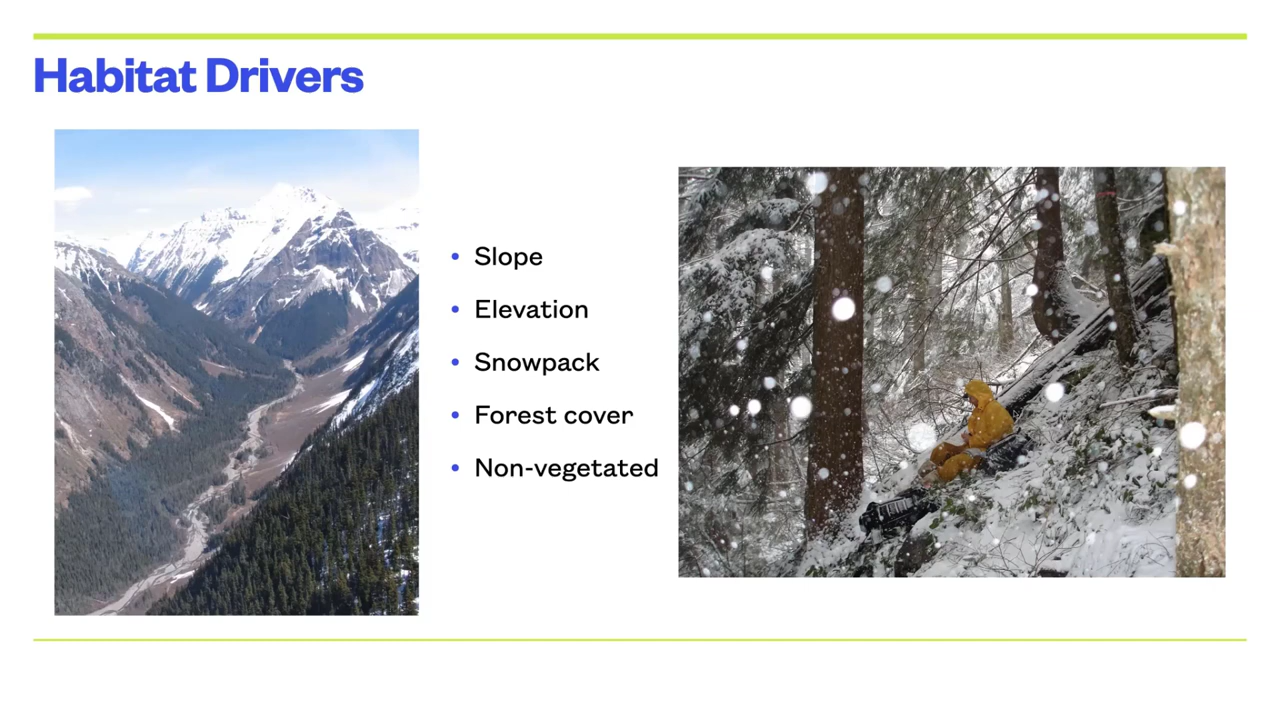 Habitat Drivers
Slope
Elevation
Snowpack
Forest cover
Non-vegetated